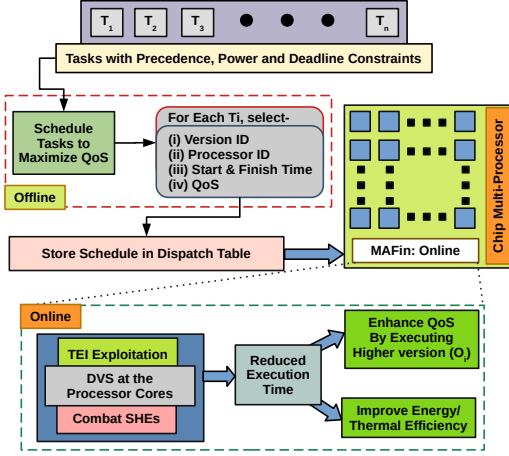 T1 T2 T3 Tn
Tasks with Precedence, Power and Deadline Constraints
Schedule
Tasks to
Maximize QoS
For Each Ti, select-
(i) Version ID
(ii) Processor ID
(iii) Start & Finish Time
(iv) QoS
Offline
Store Schedule in Dispatch Table
Chip Multi-Processor
MAFin: Online
Online
TEI Exploitation
DVS at the
Processor Cores
Combat SHEs
Reduced
Execution
Time
Enhance QoS
By Executing
Higher version (Oi)
Improve Energy/
Thermal Efficiency